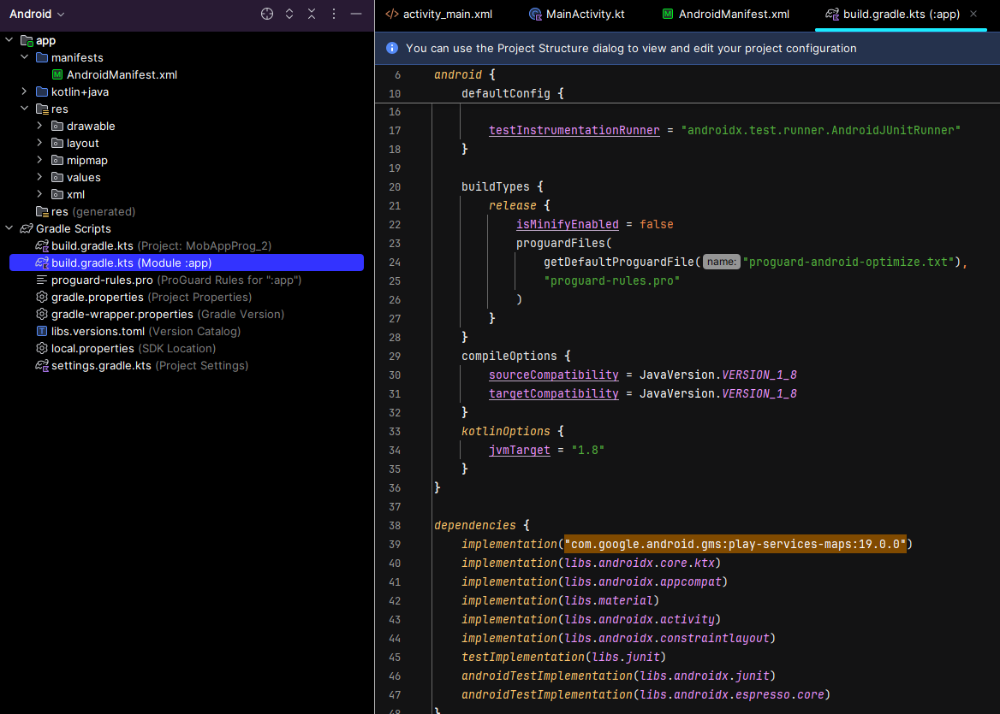 Android
app
manifests
AndroidManifest.xml
kotlin+java
res
drawable
layout
mipmap
values
xml
res (generated)
Gradle Scripts
build.gradle.kts (Project: MobAppProg_2)
build.gradle.kts (Module :app)
proguard-rules.pro (ProGuard Rules for ":app")
gradle.properties (Project Properties)
gradle-wrapper.properties (Gradle Version)
libs.versions.toml (Version Catalog)
local.properties (SDK Location)
settings.gradle.kts (Project Settings)
activity_main.xml MainActivity.kt AndroidManifest.xml build.gradle.kts (:app)
You can use the Project Structure dialog to view and edit your project configuration
6 android {
10 defaultConfig {
16
17 testInstrumentationRunner = "androidx.test.runner.AndroidJUnitRunner"
18 }
19
20 buildTypes {
21 release {
22 isMinifyEnabled = false
23 proguardFiles(
24 getDefaultProguardFile( name: "proguard-android-optimize.txt"),
25 "proguard-rules.pro"
26 )
27 }
28 }
29 compileOptions {
30 sourceCompatibility = JavaVersion.VERSION_1_8
31 targetCompatibility = JavaVersion.VERSION_1_8
32 }
33 kotlinOptions {
34 jvmTarget = "1.8"
35 }
36 }
37
38 dependencies {
39 implementation("com.google.android.gms:play-services-maps:19.0.0")
40 implementation(libs.androidx.core.ktx)
41 implementation(libs.androidx.appcompat)
42 implementation(libs.material)
43 implementation(libs.androidx.activity)
44 implementation(libs.androidx.constraintlayout)
45 testImplementation(libs.junit)
46 androidTestImplementation(libs.androidx.junit)
47 androidTestImplementation(libs.androidx.espresso.core)
48 }